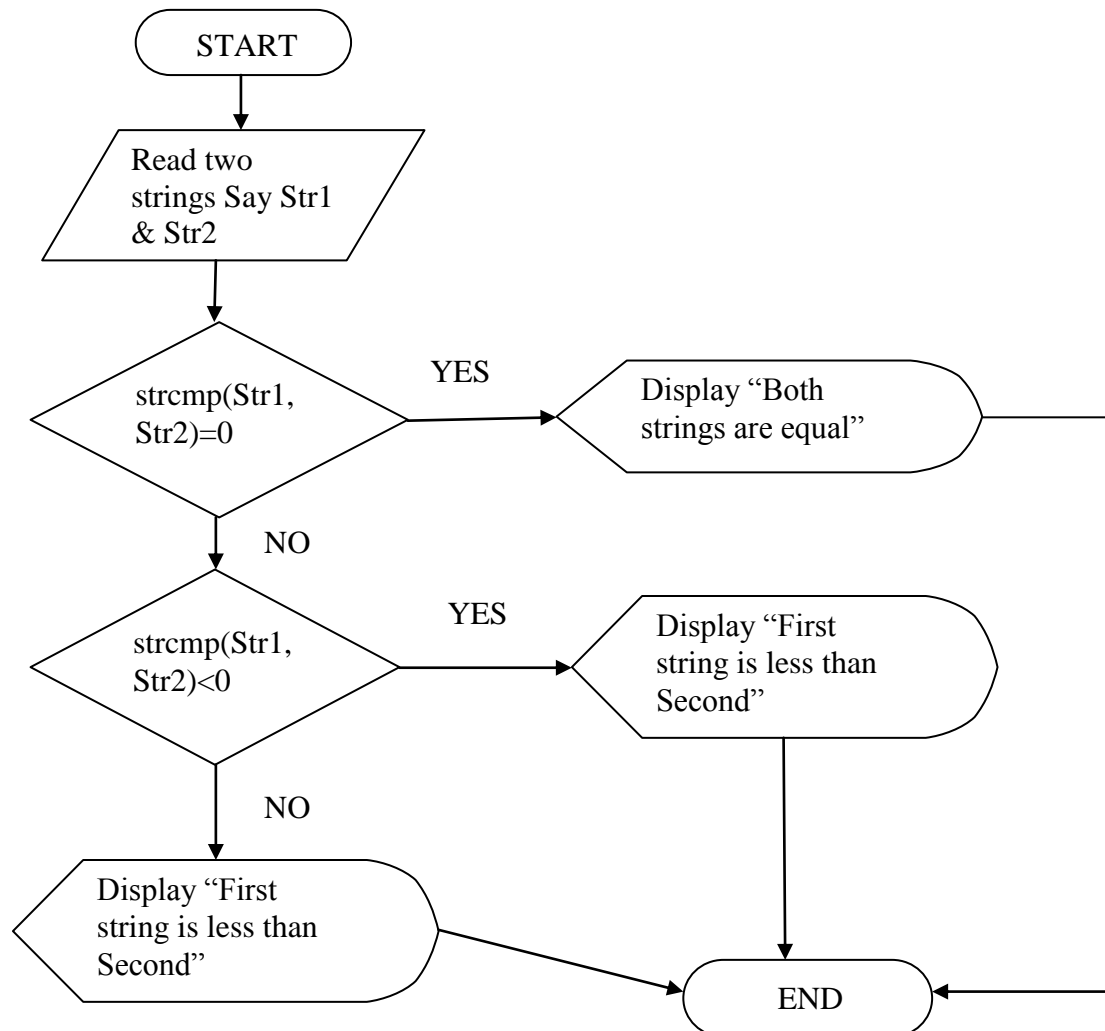 START
Read two
strings Say Str1
& Str2
strcmp(Str1,
Str2)=0
YES
Display “Both
strings are equal”
NO
strcmp(Str1,
Str2)<0
YES
Display “First
string is less than
Second”
NO
Display “First
string is less than
Second”
END